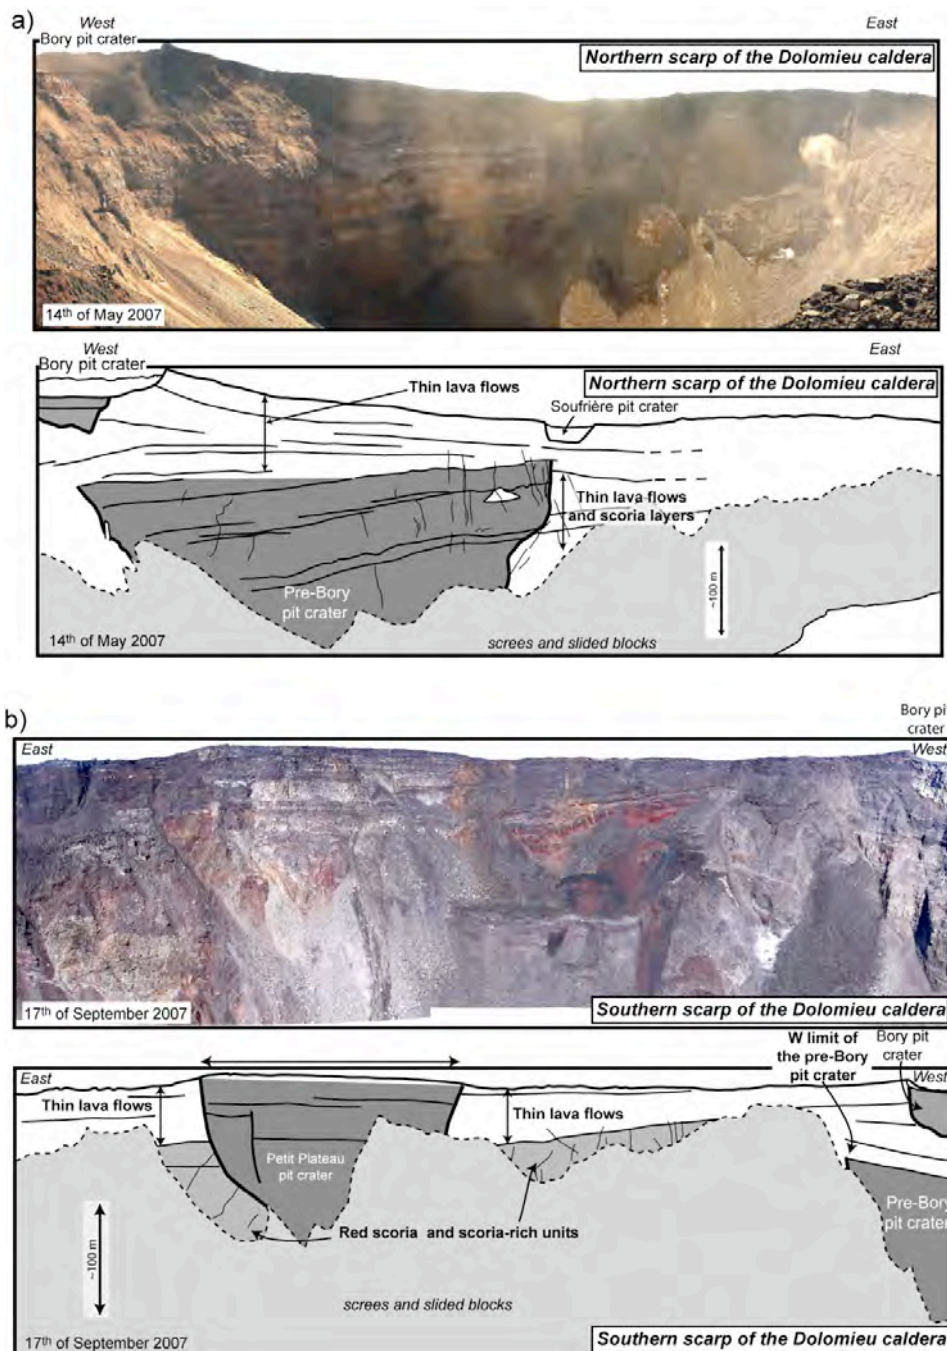 a)
West
East
Bory pit crater
Northern scarp of the Dolomieu caldera
14th of May 2007
West
East
Bory pit crater
Northern scarp of the Dolomieu caldera
Thin lava flows
Soufrière pit crater
Thin lava flows
and scoria layers
Pre-Bory
pit crater
~100 m
14th of May 2007
screes and slided blocks
b)
Bory pit
crater
East
West
17th of September 2007
Southern scarp of the Dolomieu caldera
W limit of
the pre-Bory
pit crater
Bory pit
crater
East
West
Thin lava flows
Thin lava flows
Petit Plateau
pit crater
Pre-Bory
pit crater
Red scoria and scoria-rich units
~100 m
screes and slided blocks
17th of September 2007
Southern scarp of the Dolomieu caldera